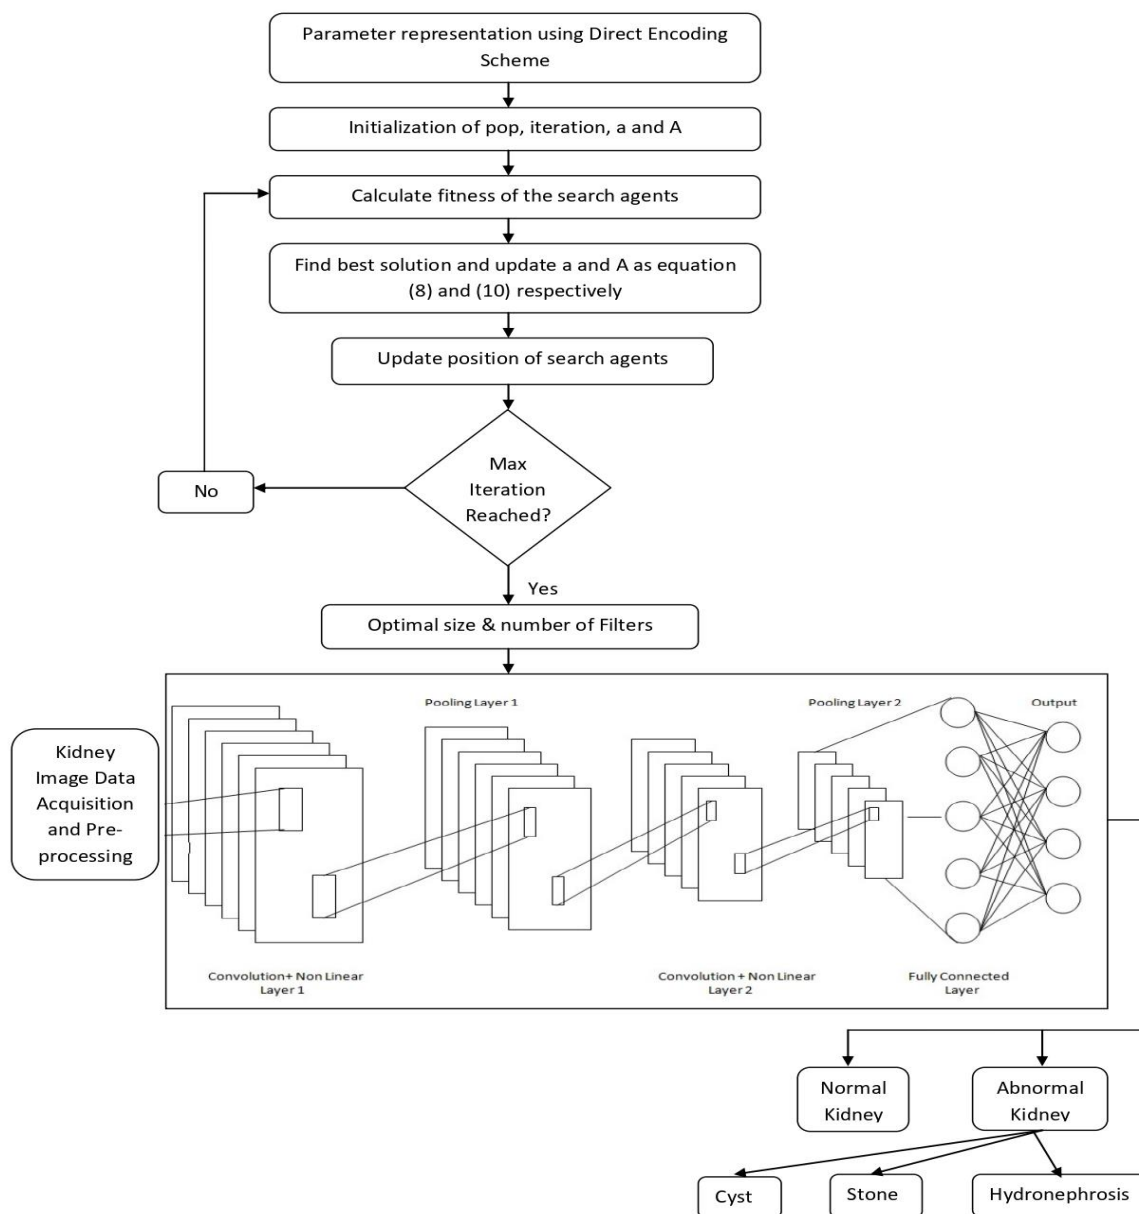 Parameter representation using Direct Encoding
Scheme
Initialization of pop, iteration, a and A
Calculate fitness of the search agents
Find best solution and update a and A as equation
(8) and (10) respectively
Update position of search agents
Max
Iteration
Reached?
No
Yes
Optimal size & number of Filters
Kidney
Image Data
Acquisition
and Pre-
processing
Pooling Layer 1
Pooling Layer 2
Output
Convolution+ Non Linear
Layer 1
Convolution + Non Linear
Layer 2
Fully Connected
Layer
Normal
Kidney
Abnormal
Kidney
Cyst
Stone
Hydronephrosis